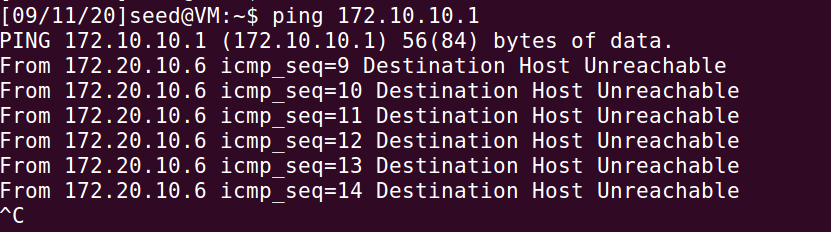 [09/11/20]seed@VM:~$ ping 172.10.10.1
PING 172.10.10.1 (172.10.10.1) 56(84) bytes of data.
From 172.20.10.6 icmp_seq=9 Destination Host Unreachable
From 172.20.10.6 icmp_seq=10 Destination Host Unreachable
From 172.20.10.6 icmp_seq=11 Destination Host Unreachable
From 172.20.10.6 icmp_seq=12 Destination Host Unreachable
From 172.20.10.6 icmp_seq=13 Destination Host Unreachable
From 172.20.10.6 icmp_seq=14 Destination Host Unreachable
^C